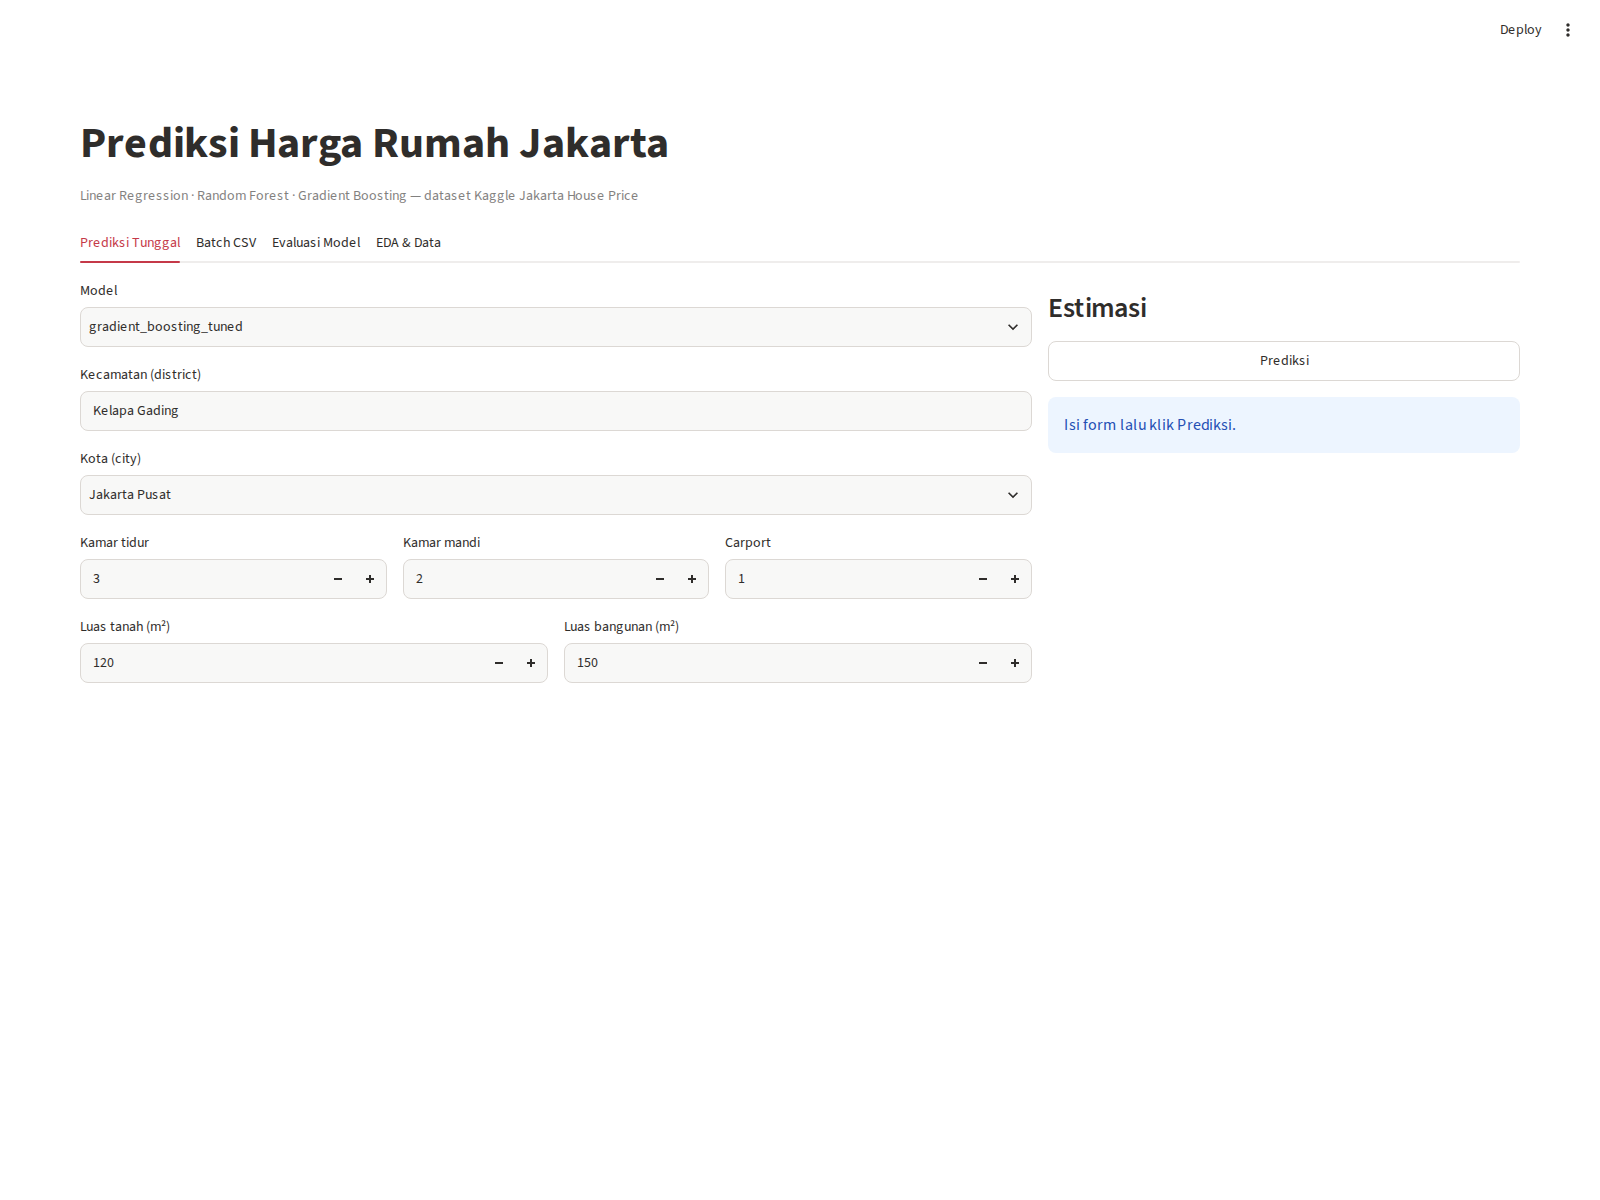 Deploy
Prediksi Harga Rumah Jakarta
Linear Regression · Random Forest · Gradient Boosting — dataset Kaggle Jakarta House Price
Prediksi Tunggal
Batch CSV
Evaluasi Model
EDA & Data
Model
gradient_boosting_tuned
Kecamatan (district)
Kelapa Gading
Kota (city)
Jakarta Pusat
Kamar tidur
3
Kamar mandi
2
Carport
1
Luas tanah (m²)
120
Luas bangunan (m²)
150
Estimasi
Prediksi
Isi form lalu klik Prediksi.